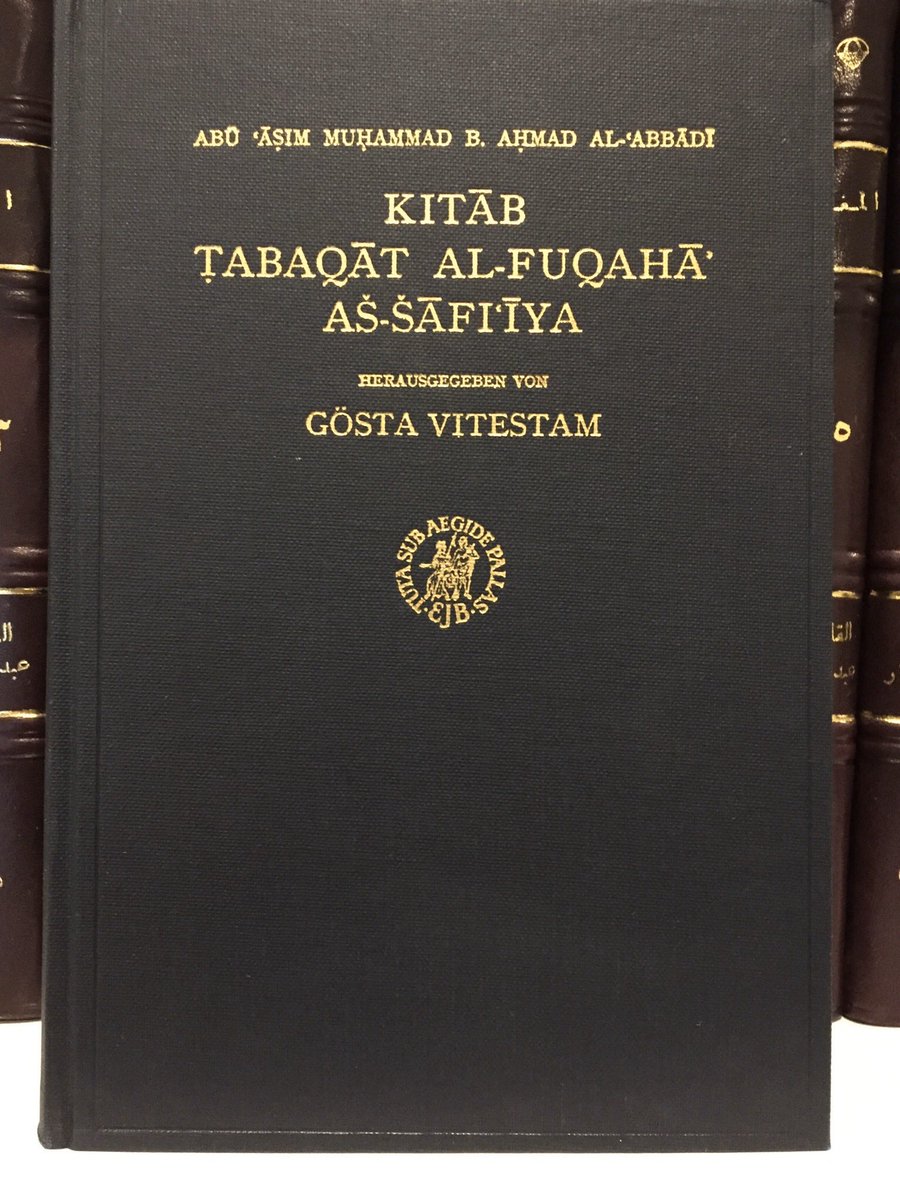 ABŪ ʿĀṢIM MUḤAMMAD B. AḤMAD AL-ʿABBĀDĪ
KITĀB
ṬABAQĀT AL-FUQAHĀʾ
AŠ-ŠĀFIʿĪYA
HERAUSGEGEBEN VON
GÖSTA VITESTAM
TUTA SUB AEGIDE PALLAS
EJB